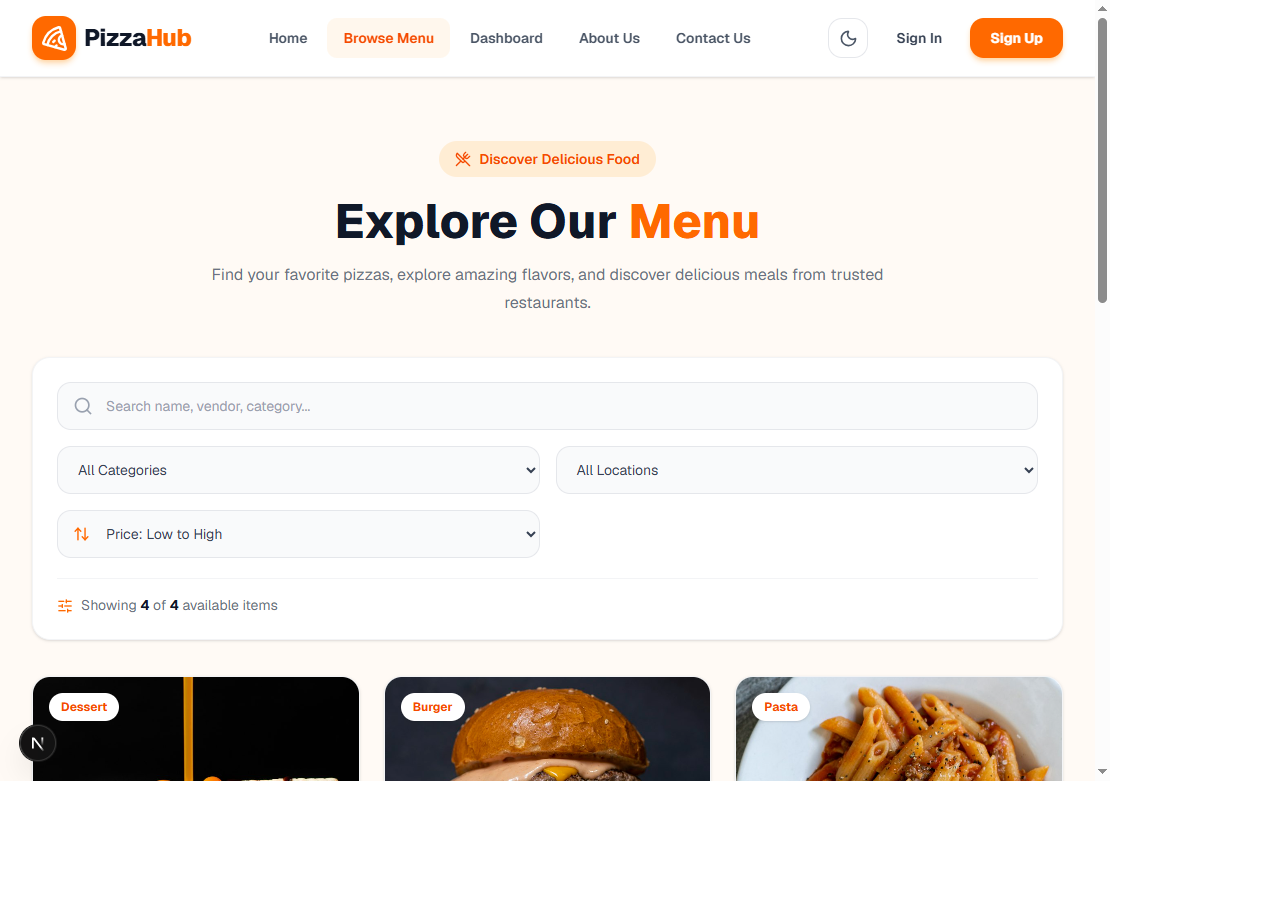 PizzaHub
Home
Browse Menu
Dashboard
About Us
Contact Us
Sign In
Sign Up
Discover Delicious Food
Explore Our Menu
Find your favorite pizzas, explore amazing flavors, and discover delicious meals from trusted
restaurants.
Search name, vendor, category...
All Categories
All Locations
Price: Low to High
Showing 4 of 4 available items
Dessert
Burger
Pasta
N